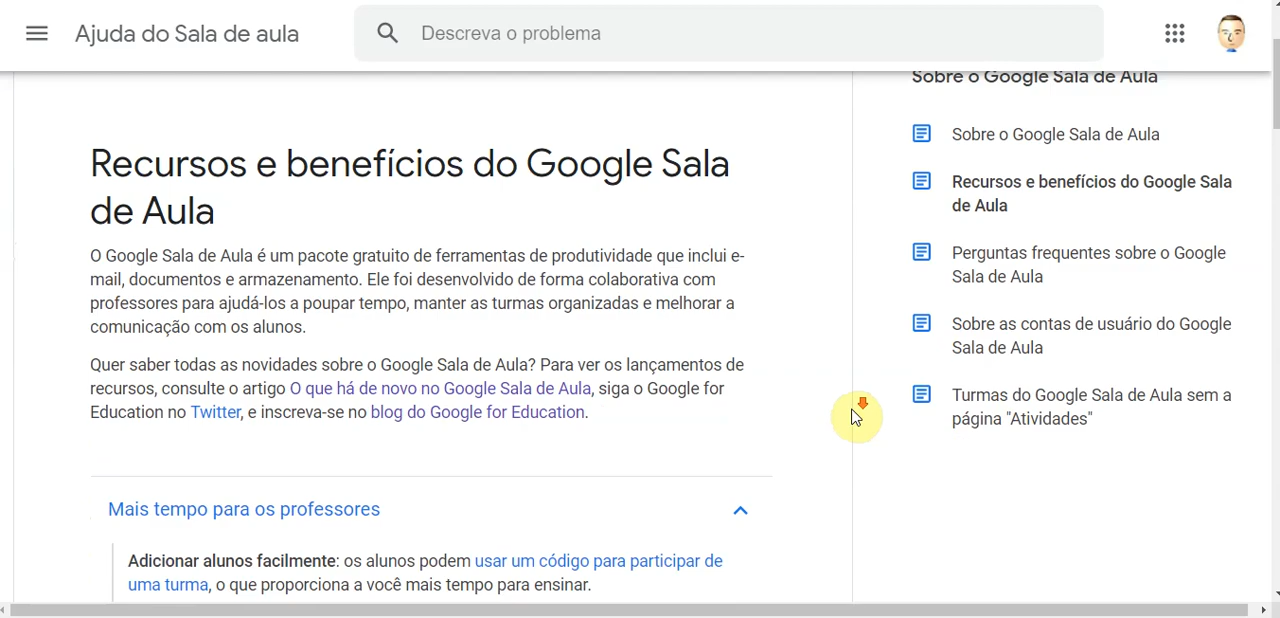 Ajuda do Sala de aula
Descreva o problema
Recursos e benefícios do Google Sala
de Aula
O Google Sala de Aula é um pacote gratuito de ferramentas de produtividade que inclui e-
mail, documentos e armazenamento. Ele foi desenvolvido de forma colaborativa com
professores para ajudá-los a poupar tempo, manter as turmas organizadas e melhorar a
comunicação com os alunos.
Quer saber todas as novidades sobre o Google Sala de Aula? Para ver os lançamentos de
recursos, consulte o artigo O que há de novo no Google Sala de Aula, siga o Google for
Education no Twitter, e inscreva-se no blog do Google for Education.
Mais tempo para os professores
Adicionar alunos facilmente: os alunos podem usar um código para participar de
uma turma, o que proporciona a você mais tempo para ensinar.
Sobre o Google Sala de Aula
Sobre o Google Sala de Aula
Recursos e benefícios do Google Sala
de Aula
Perguntas frequentes sobre o Google
Sala de Aula
Sobre as contas de usuário do Google
Sala de Aula
Turmas do Google Sala de Aula sem a
página "Atividades"